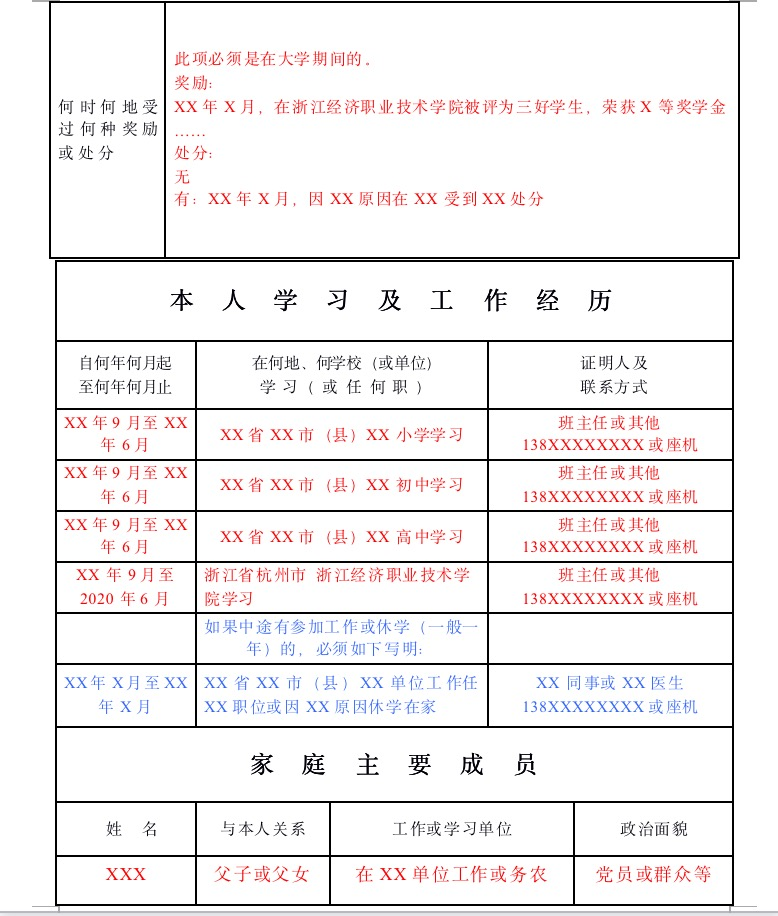 此项必须是在大学期间的。
奖励:
XX 年 X 月，在浙江经济职业技术学院被评为三好学生，荣获 X 等奖学金
……
处分:
无
有: XX 年 X 月，因 XX 原因在 XX 受到 XX 处分
何时何地受
过何种奖励
或处分
本人学习及工作经历
自何年何月起
至何年何月止
在何地、何学校（或单位）
学习(或任何职)
证明人及
联系方式
XX 年 9 月至 XX
年 6 月
XX 省 XX 市（县）XX 小学学习
班主任或其他
138XXXXXXXX 或座机
XX 年 9 月至 XX
年 6 月
XX 省 XX 市（县）XX 初中学习
班主任或其他
138XXXXXXXX 或座机
XX 年 9 月至 XX
年 6 月
XX 省 XX 市（县）XX 高中学习
班主任或其他
138XXXXXXXX 或座机
XX 年 9 月至
2020 年 6 月
浙江省杭州市 浙江经济职业技术学
院学习
班主任或其他
138XXXXXXXX 或座机
如果中途有参加工作或休学（一般一
年）的，必须如下写明:
XX 年 X 月至 XX
年 X 月
XX 省 XX 市（县）XX 单位工作任
XX 职位或因 XX 原因休学在家
XX 同事或 XX 医生
138XXXXXXXX 或座机
家庭主要成员
姓 名
与本人关系
工作或学习单位
政治面貌
XXX
父子或父女
在 XX 单位工作或务农
党员或群众等